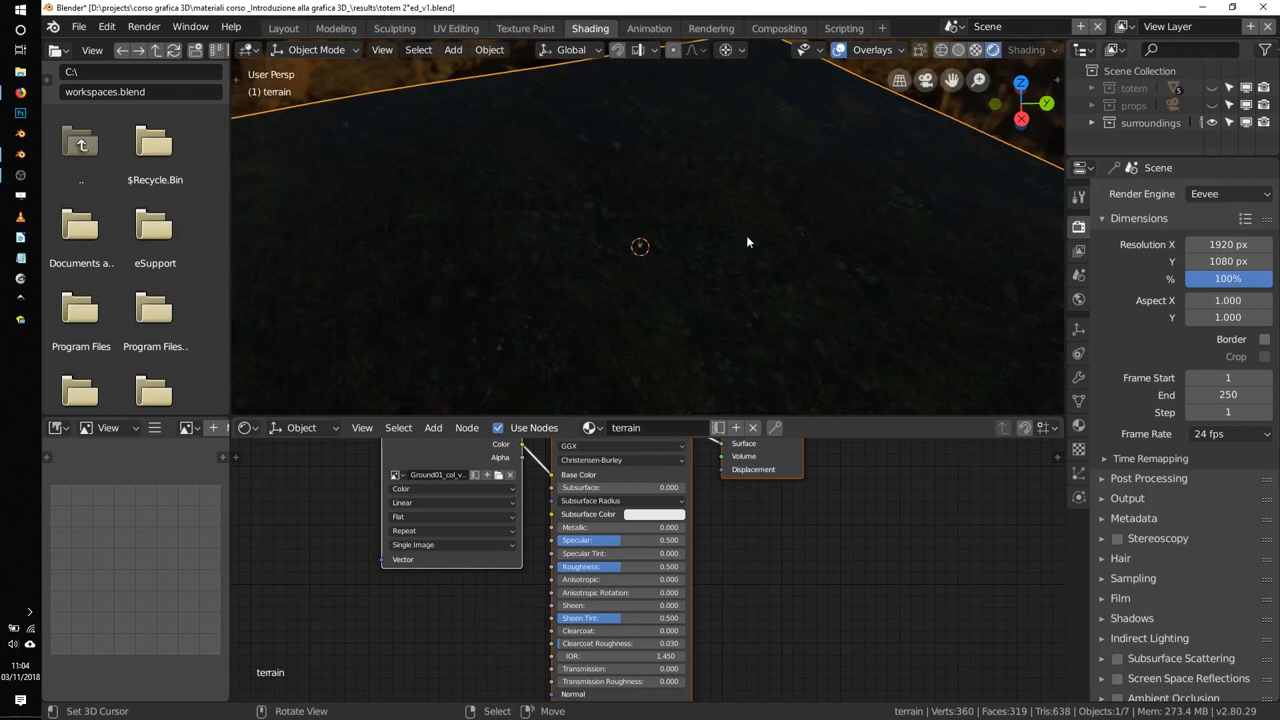 Blender* [D:\projects\corso grafica 3D\materiali corso _Introduzione alla grafica 3D_\results\totem 2°ed_v1.blend]
File Edit Render Window Help Layout Modeling Sculpting UV Editing Texture Paint Shading Animation Rendering Compositing Scripting Scene View Layer
View Object Mode View Select Add Object Global Overlays Shading
C:\
workspaces.blend
..
$Recycle.Bin
Documents a..
eSupport
Program Files
Program Files..
User Persp
(1) terrain
Z
Y
X
Scene Collection
totem 5
props
surroundings
Scene
Render Engine Eevee
Dimensions
Resolution X 1920 px
Y 1080 px
% 100%
Aspect X 1.000
Y 1.000
Border
Crop
Frame Start 1
End 250
Step 1
Frame Rate 24 fps
Time Remapping
Post Processing
Output
Metadata
Stereoscopy
Hair
Sampling
Film
Shadows
Indirect Lighting
Subsurface Scattering
Screen Space Reflections
Ambient Occlusion
View
Object View Select Add Node Use Nodes terrain
Color
Alpha
Ground01_col_v..
Color
Linear
Flat
Repeat
Single Image
Vector
GGX
Christensen-Burley
Base Color
Subsurface: 0.000
Subsurface Radius
Subsurface Color
Metallic: 0.000
Specular: 0.500
Specular Tint: 0.000
Roughness: 0.500
Anisotropic: 0.000
Anisotropic Rotation: 0.000
Sheen: 0.000
Sheen Tint: 0.500
Clearcoat: 0.000
Clearcoat Roughness: 0.030
IOR: 1.450
Transmission: 0.000
Transmission Roughness: 0.000
Normal
Surface
Volume
Displacement
terrain
11:04
03/11/2018
Set 3D Cursor Rotate View Select Move terrain | Verts:360 | Faces:319 | Tris:638 | Objects:1/7 | Mem: 273.4 MB | v2.80.29